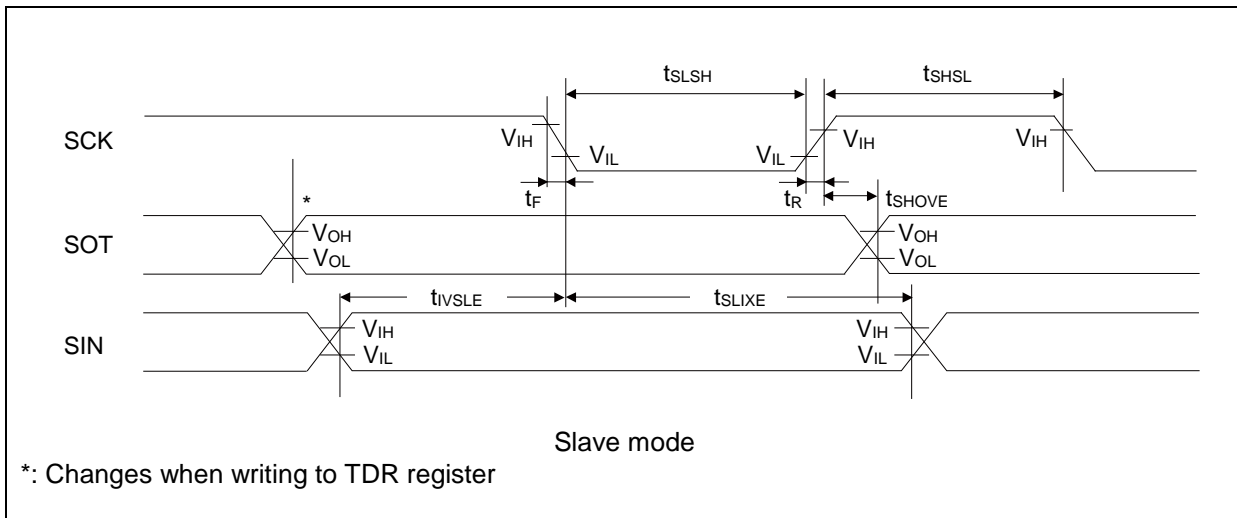 tSLSH tSHSL
SCK VIH VIL VIL VIH VIH
tF tR tSHOVE
*
SOT VOH VOH
VOL VOL
tIVSLE tSLIXE
SIN VIH VIH
VIL VIL
Slave mode
*: Changes when writing to TDR register